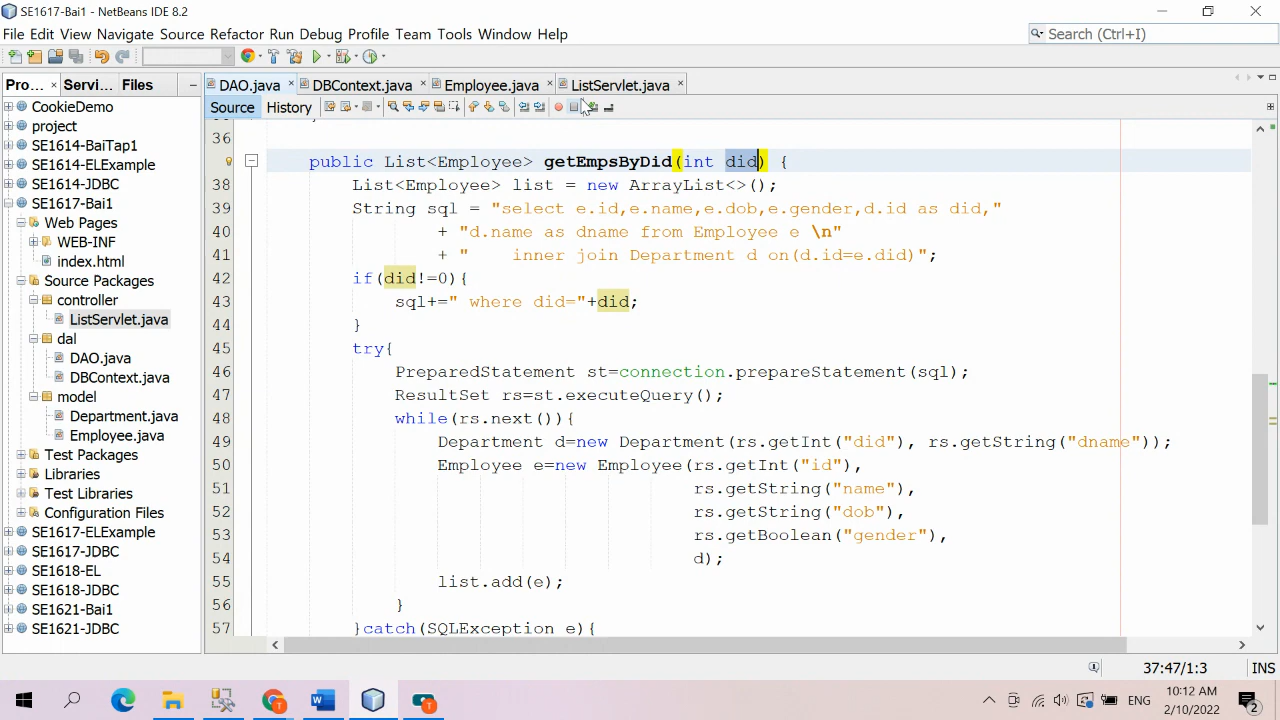 SE1617-Bai1 - NetBeans IDE 8.2
File Edit View Navigate Source Refactor Run Debug Profile Team Tools Window Help
Search (Ctrl+I)
Pro... Servi... Files
DAO.java DBContext.java Employee.java ListServlet.java
Source History
CookieDemo
project
SE1614-BaiTap1
SE1614-ELExample
SE1614-JDBC
SE1617-Bai1
Web Pages
WEB-INF
index.html
Source Packages
controller
ListServlet.java
dal
DAO.java
DBContext.java
model
Department.java
Employee.java
Test Packages
Libraries
Test Libraries
Configuration Files
SE1617-ELExample
SE1617-JDBC
SE1618-EL
SE1618-JDBC
SE1621-Bai1
SE1621-JDBC
36
public List<Employee> getEmpsByDid(int did) {
38 List<Employee> list = new ArrayList<>();
39 String sql = "select e.id,e.name,e.dob,e.gender,d.id as did,"
40 + "d.name as dname from Employee e \n"
41 + " inner join Department d on(d.id=e.did)";
42 if(did!=0){
43 sql+=" where did="+did;
44 }
45 try{
46 PreparedStatement st=connection.prepareStatement(sql);
47 ResultSet rs=st.executeQuery();
48 while(rs.next()){
49 Department d=new Department(rs.getInt("did"), rs.getString("dname"));
50 Employee e=new Employee(rs.getInt("id"),
51 rs.getString("name"),
52 rs.getString("dob"),
53 rs.getBoolean("gender"),
54 d);
55 list.add(e);
56 }
57 }catch(SQLException e){
37:47/1:3 INS
ENG
10:12 AM
2/10/2022
2